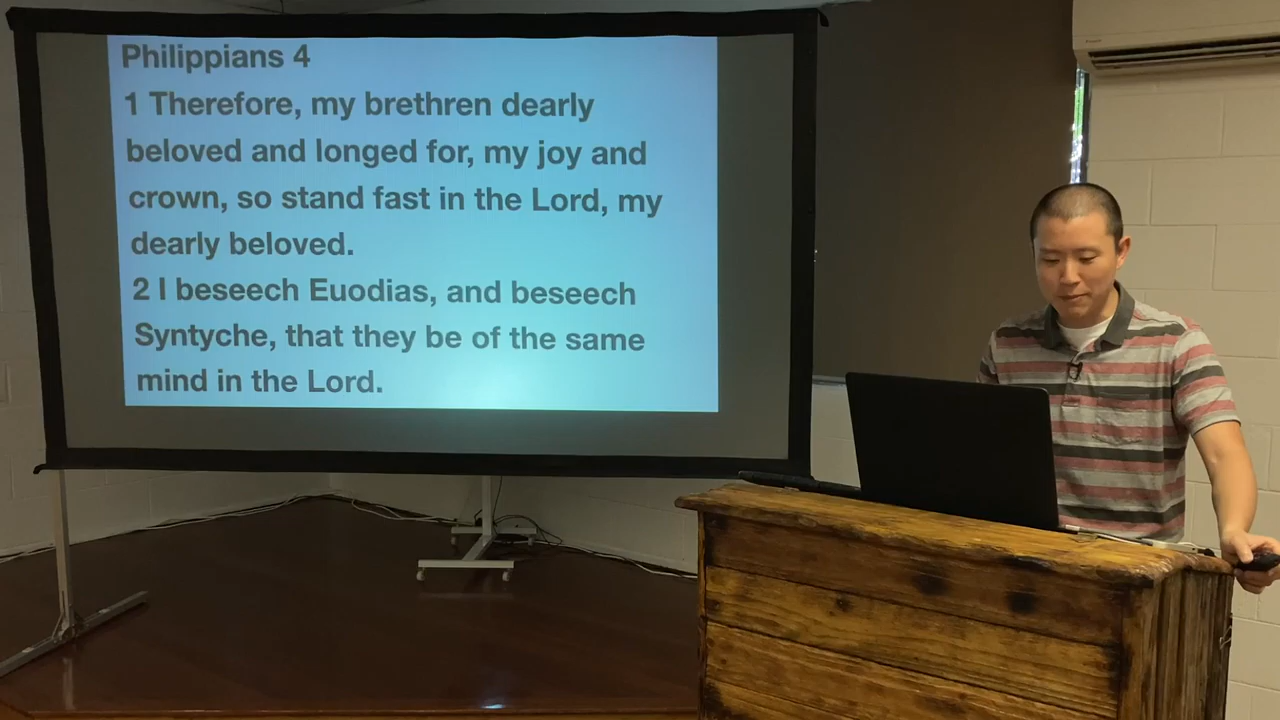 Philippians 4
1 Therefore, my brethren dearly
beloved and longed for, my joy and
crown, so stand fast in the Lord, my
dearly beloved.
2 I beseech Euodias, and beseech
Syntyche, that they be of the same
mind in the Lord.